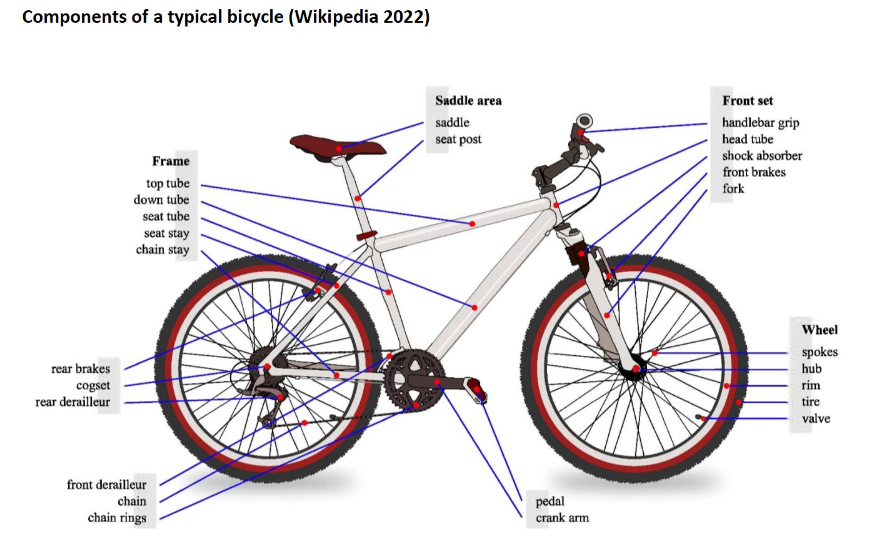 Components of a typical bicycle (Wikipedia 2022)
Saddle area
saddle
seat post
Front set
handlebar grip
head tube
shock absorber
front brakes
fork
Frame
top tube
down tube
seat tube
seat stay
chain stay
Wheel
spokes
hub
rim
tire
valve
rear brakes
cogset
rear derailleur
front derailleur
chain
chain rings
pedal
crank arm